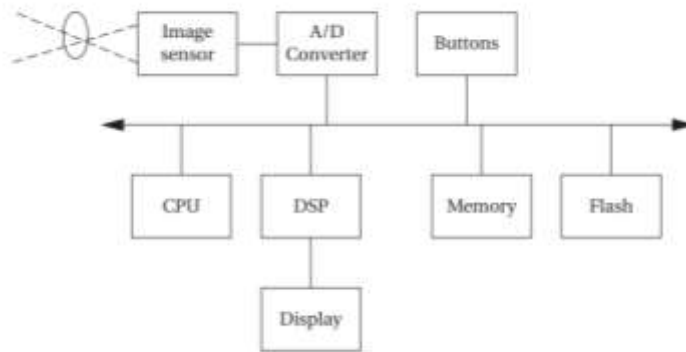 Image
sensor
A/D
Converter
Buttons
CPU
DSP
Memory
Flash
Display